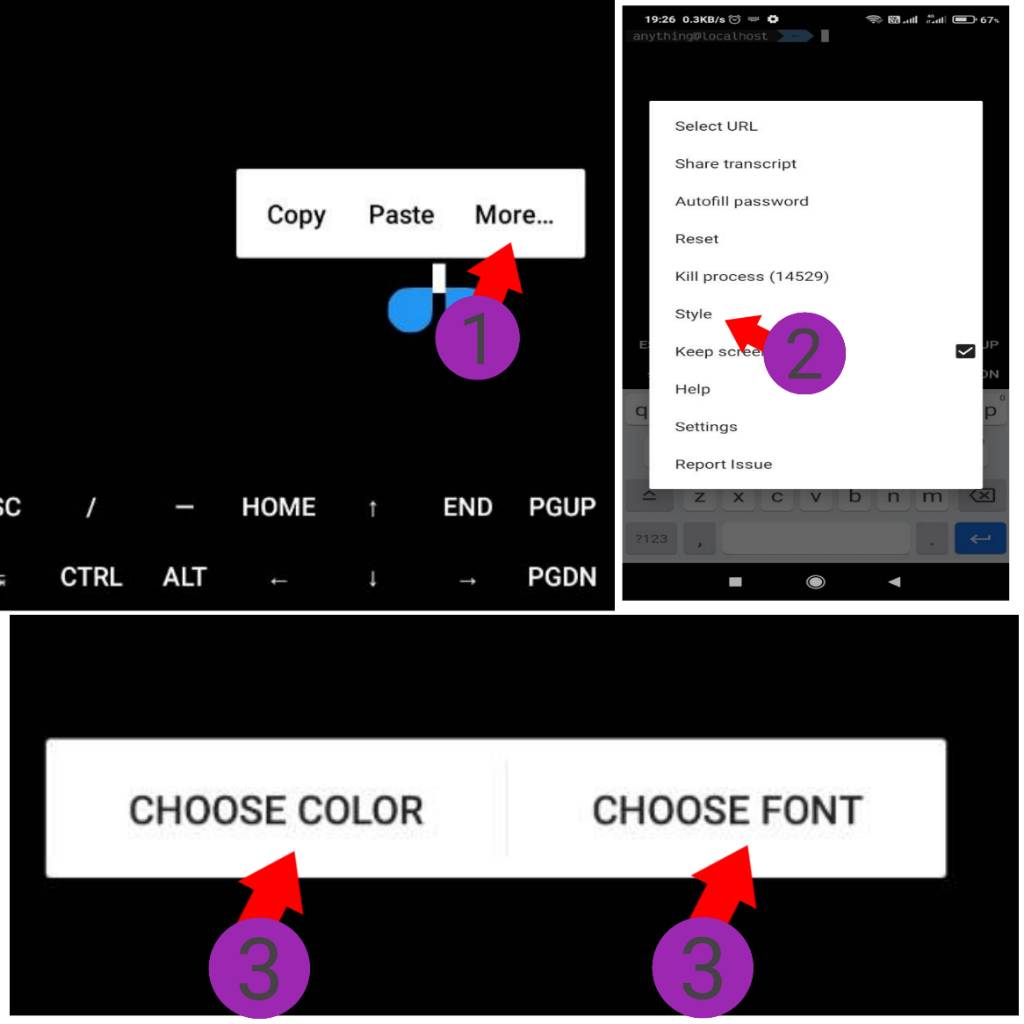 Copy Paste More...
1
SC / — HOME ↑ END PGUP
CTRL ALT ← ↓ → PGDN
19:26 0.3KB/s 4G 67%
anything@localhost ~
Select URL
Share transcript
Autofill password
Reset
Kill process (14529)
Style
2
Keep scree
Help
Settings
Report Issue
E UP
DN
q p 0
z x c v b n m
?123 , .
CHOOSE COLOR CHOOSE FONT
3 3